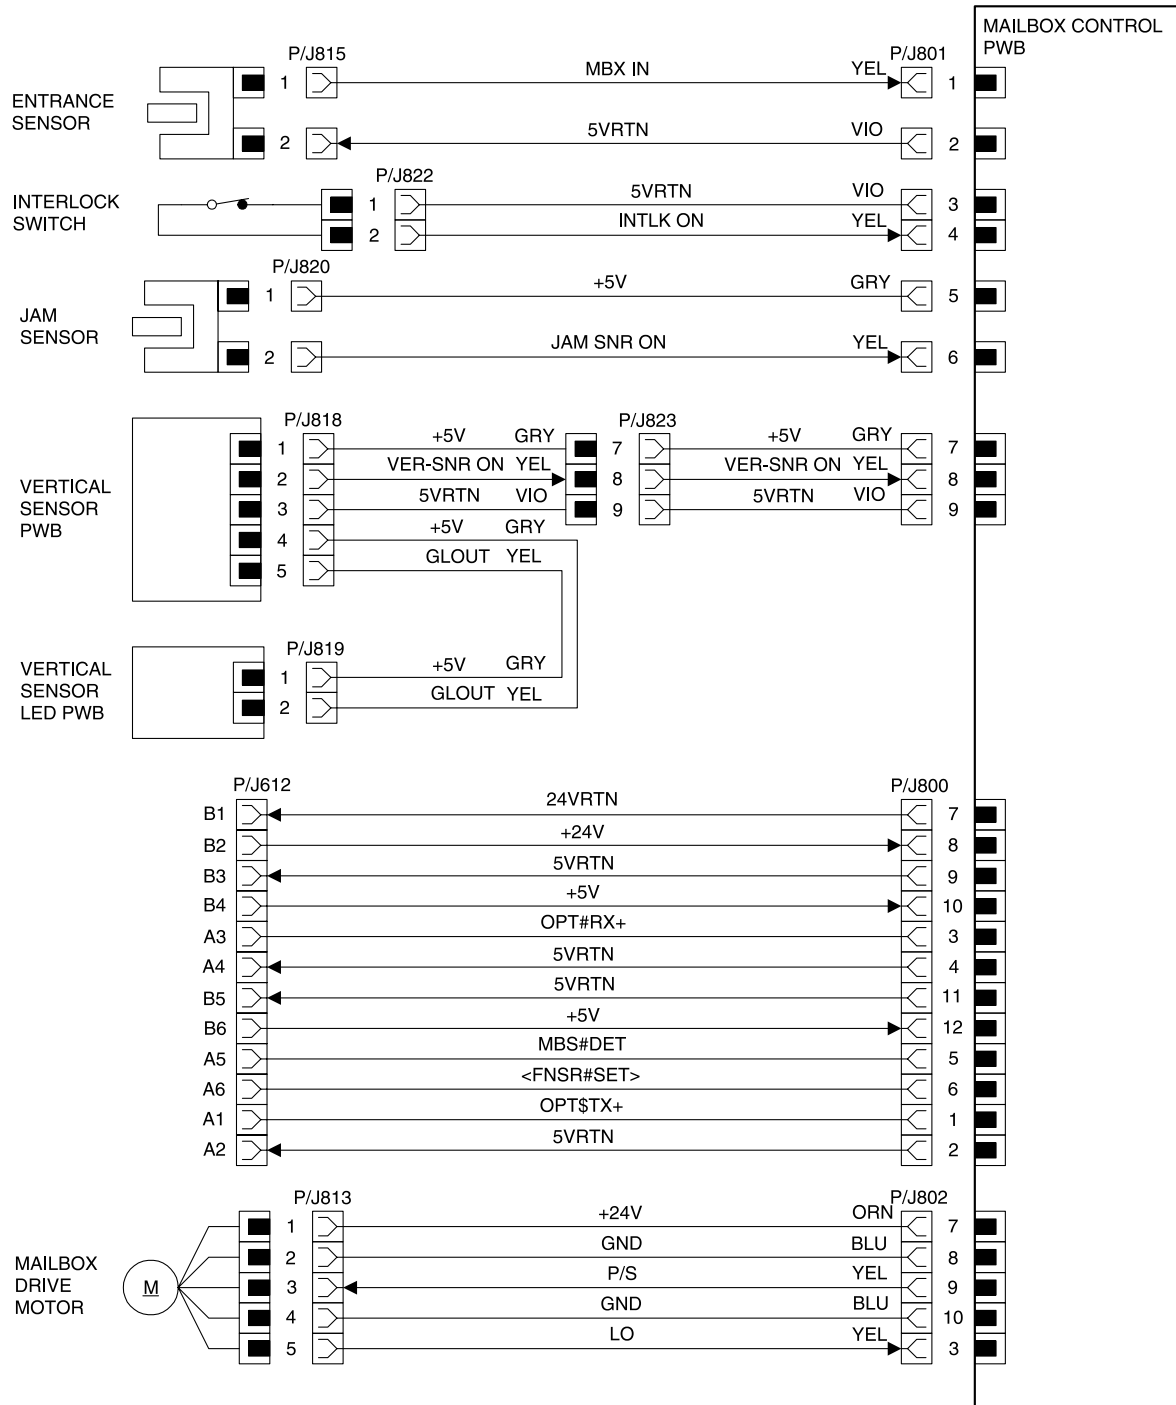 MAILBOX CONTROL
PWB
P/J815
P/J801
ENTRANCE
SENSOR
1 MBX IN YEL 1
2 5VRTN VIO 2
P/J822
INTERLOCK
SWITCH
1 5VRTN VIO 3
2 INTLK ON YEL 4
P/J820
JAM
SENSOR
1 +5V GRY 5
2 JAM SNR ON YEL 6
P/J818
P/J823
VERTICAL
SENSOR
PWB
1 +5V GRY 7 +5V GRY 7
2 VER-SNR ON YEL 8 VER-SNR ON YEL 8
3 5VRTN VIO 9 5VRTN VIO 9
4 +5V GRY
5 GLOUT YEL
P/J819
VERTICAL
SENSOR
LED PWB
1 +5V GRY
2 GLOUT YEL
P/J612
P/J800
B1 24VRTN 7
B2 +24V 8
B3 5VRTN 9
B4 +5V 10
A3 OPT#RX+ 3
A4 5VRTN 4
B5 5VRTN 11
B6 +5V 12
A5 MBS#DET 5
A6 <FNSR#SET> 6
A1 OPT$TX+ 1
A2 5VRTN 2
P/J813
P/J802
MAILBOX
DRIVE
MOTOR
M
1 +24V ORN 7
2 GND BLU 8
3 P/S YEL 9
4 GND BLU 10
5 LO YEL 3